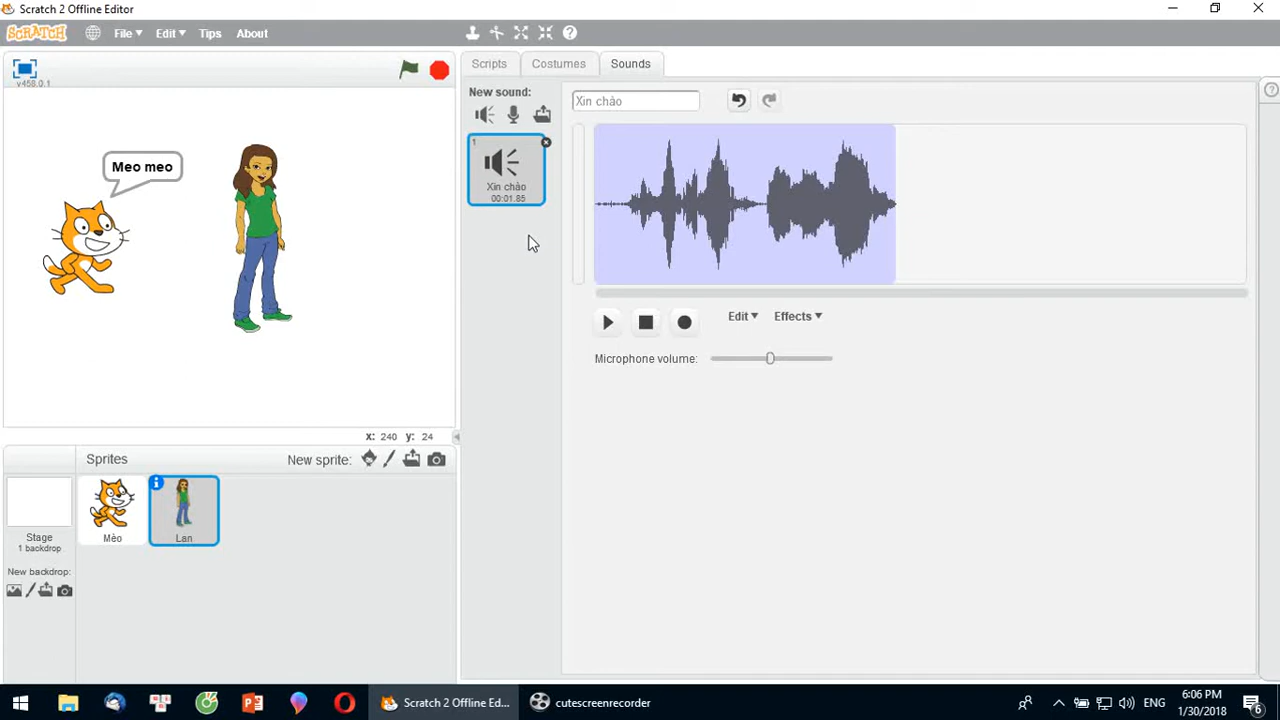 Scratch 2 Offline Editor
SCRATCH File Edit Tips About
v458.0.1
Scripts Costumes Sounds
New sound:
Xin chào
1
Xin chào
00:01.85
Meo meo
Edit Effects
Microphone volume:
x: 240 y: 24
Sprites New sprite:
Mèo
Lan
Stage
1 backdrop
New backdrop:
Scratch 2 Offline Ed...
cutescreenrecorder
ENG
6:06 PM
1/30/2018
6